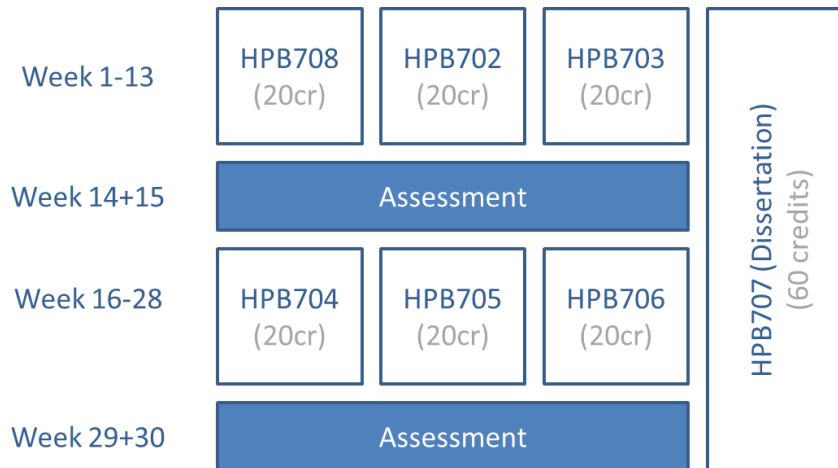 Week 1-13
HPB708
(20cr)
HPB702
(20cr)
HPB703
(20cr)
Week 14+15
Assessment
Week 16-28
HPB704
(20cr)
HPB705
(20cr)
HPB706
(20cr)
Week 29+30
Assessment
HPB707 (Dissertation)
(60 credits)